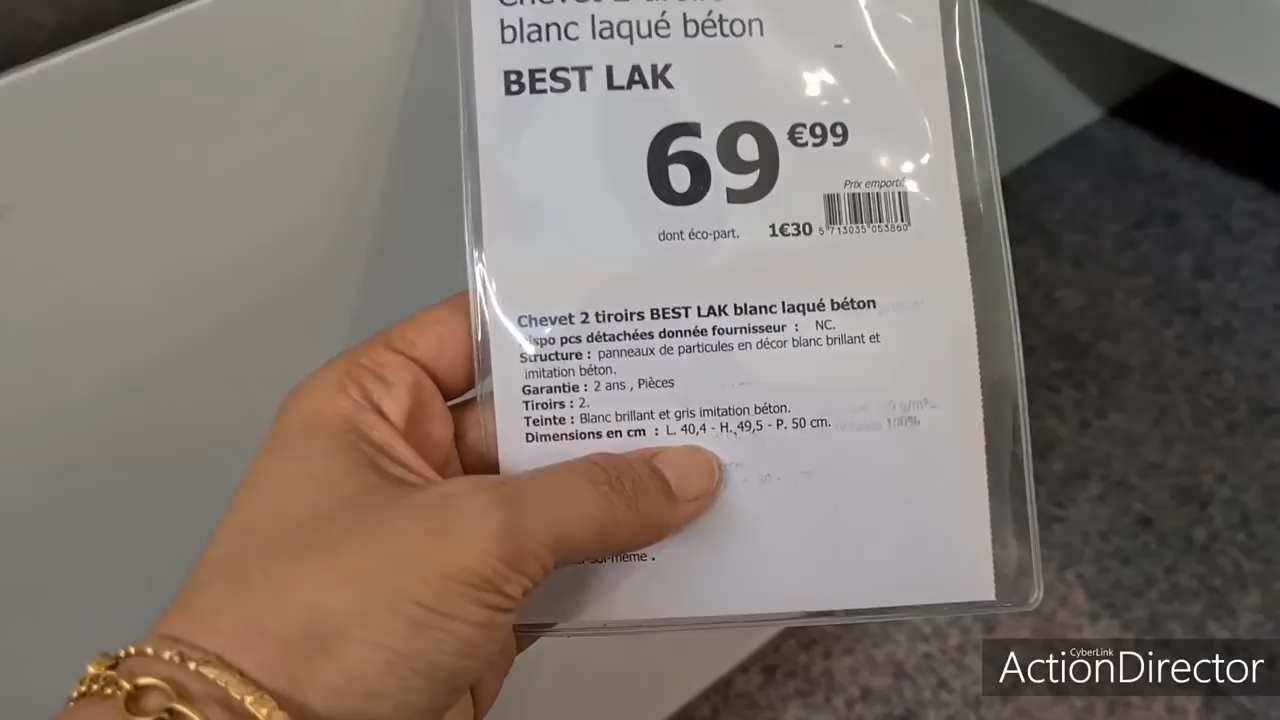 blanc laqué béton
BEST LAK
69 €99
Prix emporté
dont éco-part. 1€30
5 713035 053860
Chevet 2 tiroirs BEST LAK blanc laqué béton
pcs détachées donnée fournisseur : NC.
Structure : panneaux de particules en décor blanc brillant et
imitation béton.
Garantie : 2 ans , Pièces
Tiroirs : 2.
Teinte : Blanc brillant et gris imitation béton.
Dimensions en cm : L. 40,4 - H. 49,5 - P. 50 cm.
CyberLink
ActionDirector